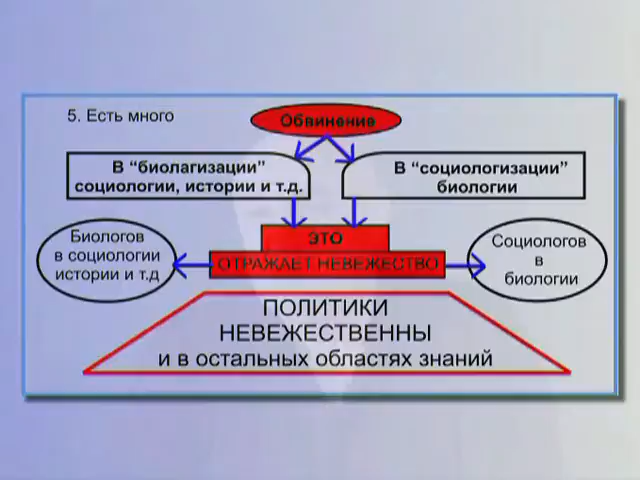 5. Есть много
Обвинение
В “биолагизации”
социологии, истории и т.д.
В “социологизации”
биологии
ЭТО
ОТРАЖАЕТ НЕВЕЖЕСТВО
Биологов
в социологии
истории и т.д
Социологов
в
биологии
ПОЛИТИКИ
НЕВЕЖЕСТВЕННЫ
и в остальных областях знаний